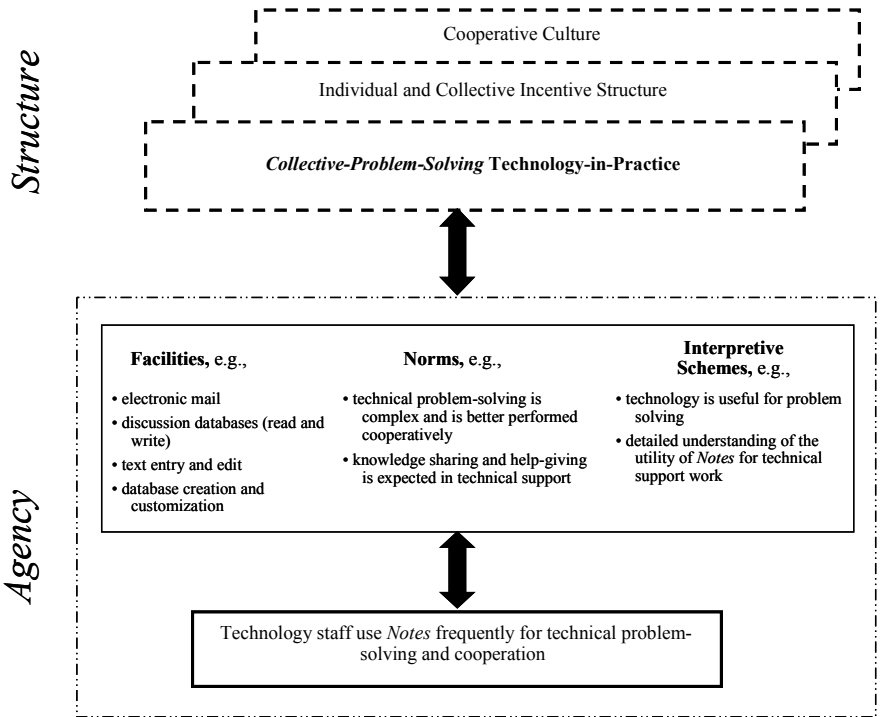 Structure
Cooperative Culture
Individual and Collective Incentive Structure
Collective-Problem-Solving Technology-in-Practice
Agency
Facilities, e.g.,
• electronic mail
• discussion databases (read and
write)
• text entry and edit
• database creation and
customization
Norms, e.g.,
• technical problem-solving is
complex and is better performed
cooperatively
• knowledge sharing and help-giving
is expected in technical support
Interpretive
Schemes, e.g.,
• technology is useful for problem
solving
• detailed understanding of the
utility of Notes for technical
support work
Technology staff use Notes frequently for technical problem-
solving and cooperation